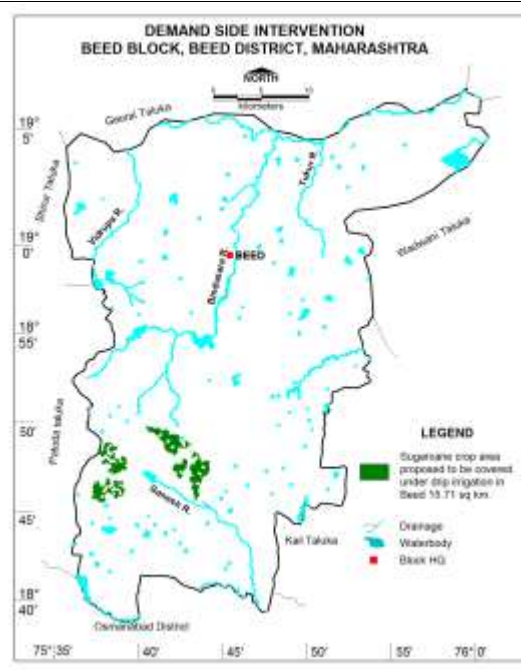 DEMAND SIDE INTERVENTION
BEED BLOCK, BEED DISTRICT, MAHARASHTRA
NORTH
kilometers
19°
5'
Georai Taluka
Shirur Taluka
19°
0'
BEED
Wadwani Taluka
18°
55'
50'
Patoda taluka
45'
18°
40'
Kaij Taluka
Osmanabad District
LEGEND
Sugarcane crop area
proposed to be covered
under drip irrigation in
Beed 15.71 sq km.
Drainage
Waterbody
Block HQ
75° 35' 40' 45' 50' 55' 76° 0'